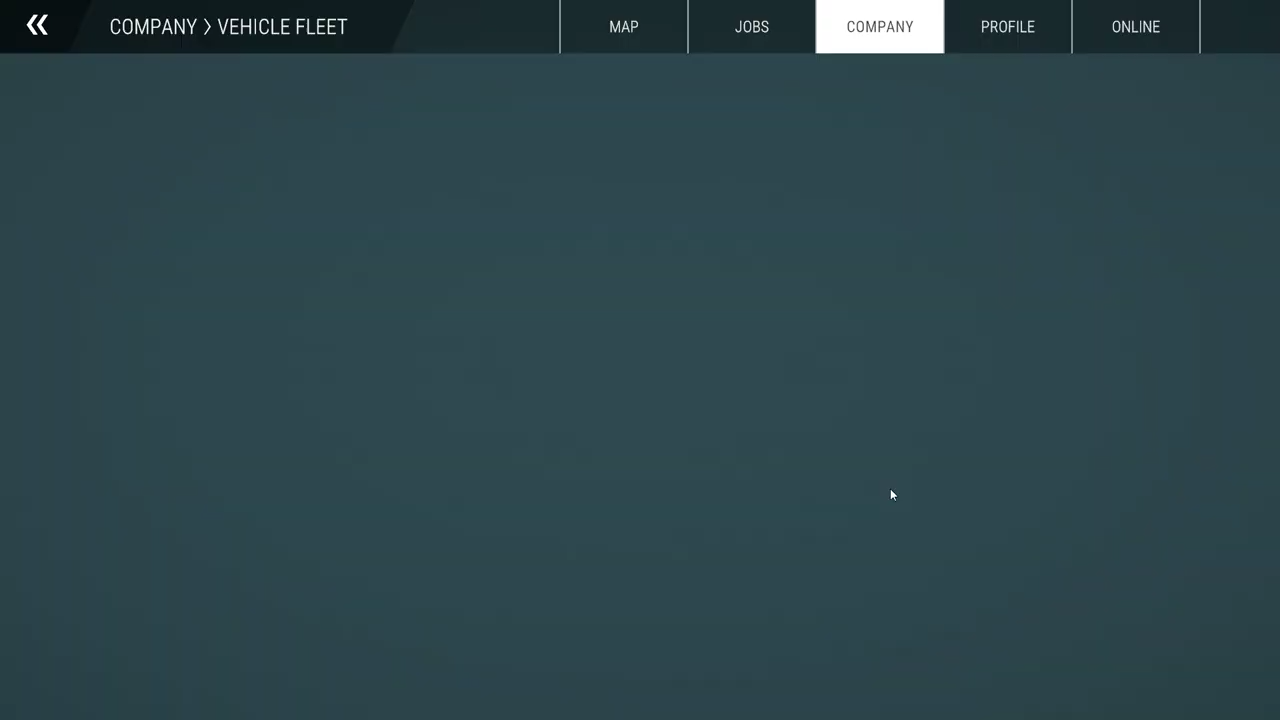 COMPANY > VEHICLE FLEET
MAP
JOBS
COMPANY
PROFILE
ONLINE